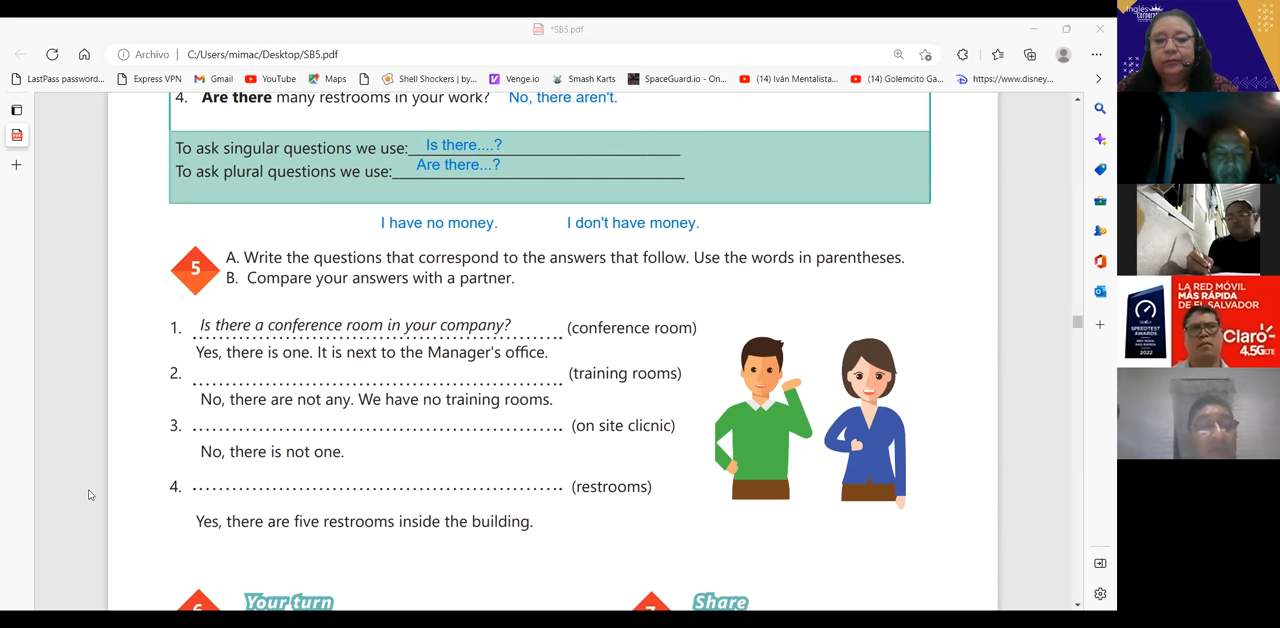 *SB5.pdf
Archivo | C:/Users/mimac/Desktop/SB5.pdf
LastPass password... Express VPN Gmail YouTube Maps Shell Shockers | by... Venge.io Smash Karts SpaceGuard.io - On... (14) Iván Mentalista... (14) Golemcito Ga... https://www.disney...
4. Are there many restrooms in your work? No, there aren't.
To ask singular questions we use: Is there....?
To ask plural questions we use: Are there...?
I have no money. I don't have money.
5
A. Write the questions that correspond to the answers that follow. Use the words in parentheses.
B. Compare your answers with a partner.
1. Is there a conference room in your company? (conference room)
Yes, there is one. It is next to the Manager's office.
2. (training rooms)
No, there are not any. We have no training rooms.
3. (on site clicnic)
No, there is not one.
4. (restrooms)
Yes, there are five restrooms inside the building.
6 Your turn
7 Share
Inglés
Corporativo
SPEEDTEST
AWARDS
2022
LA RED MÓVIL
MÁS RÁPIDA
DE EL SALVADOR
Claro
4.5G LTE